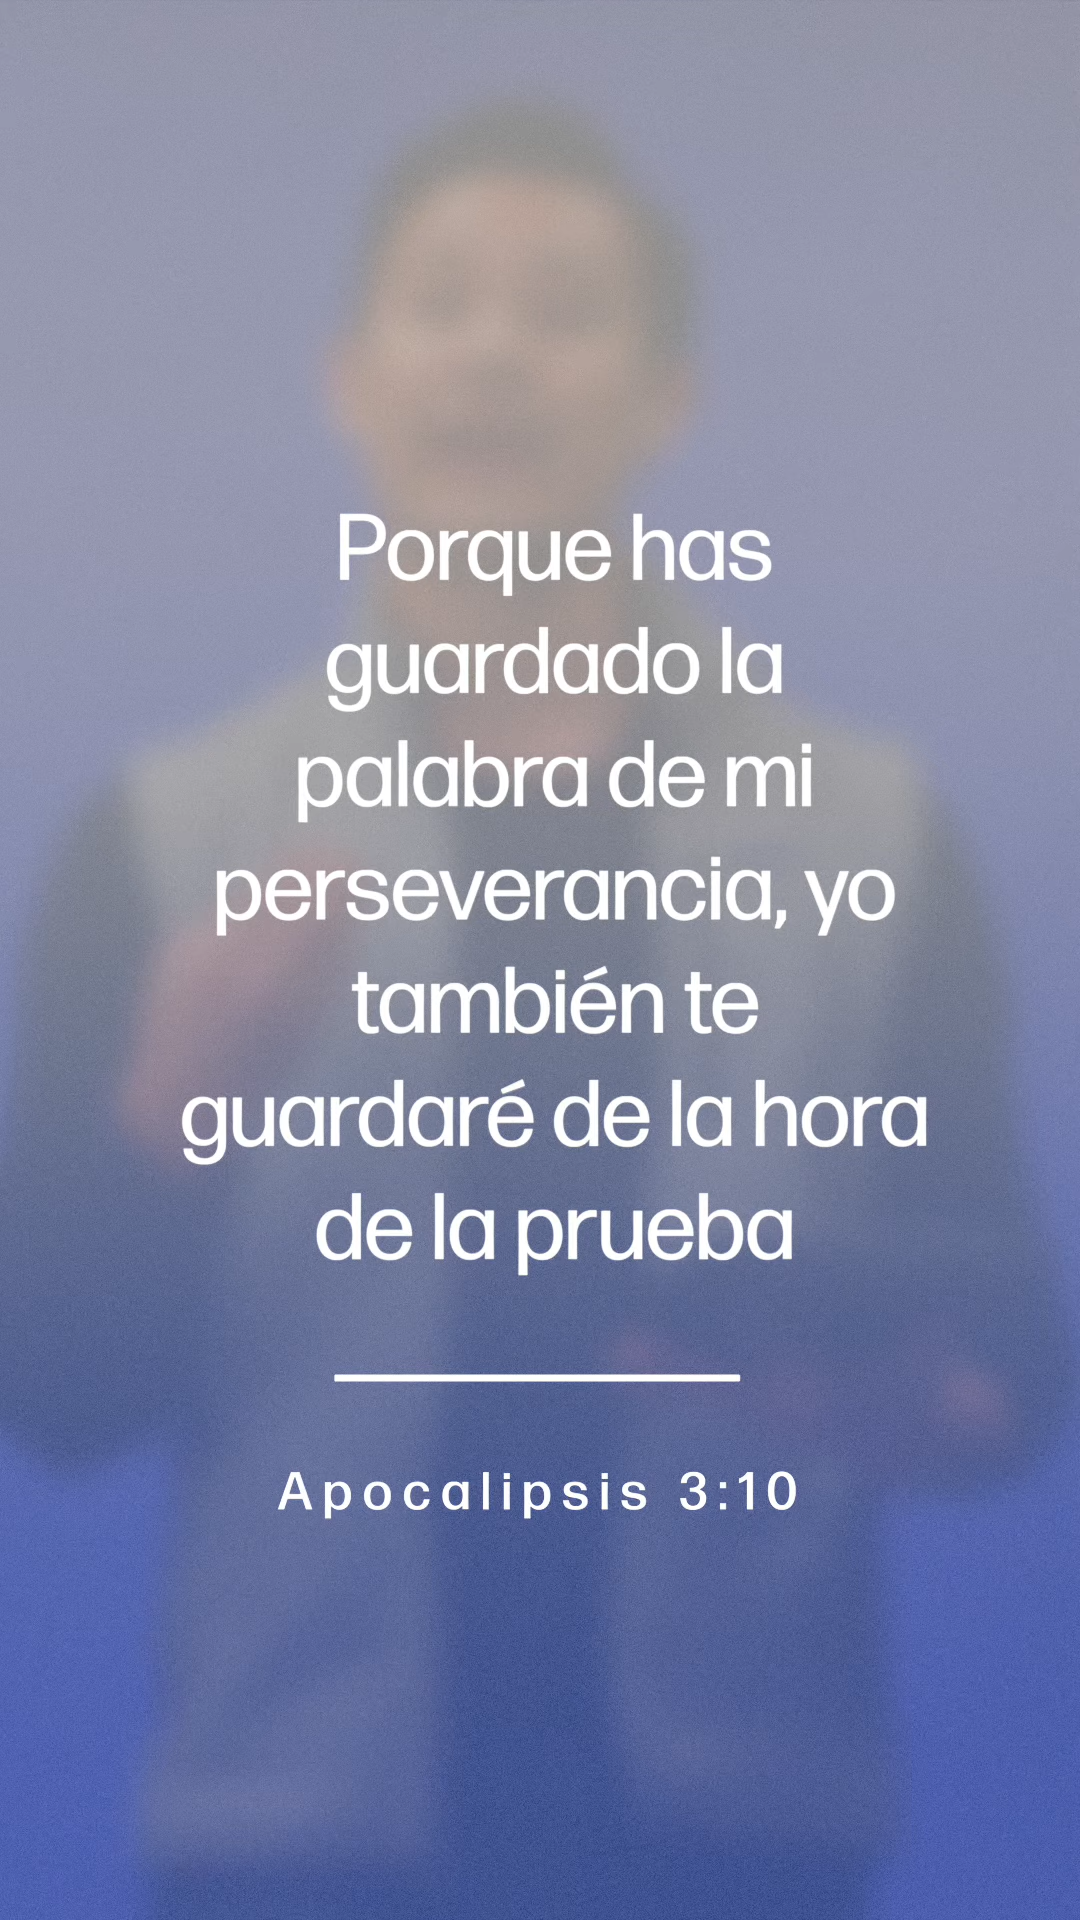 Porque has
guardado la
palabra de mi
perseverancia, yo
también te
guardaré de la hora
de la prueba
Apocalipsis 3:10